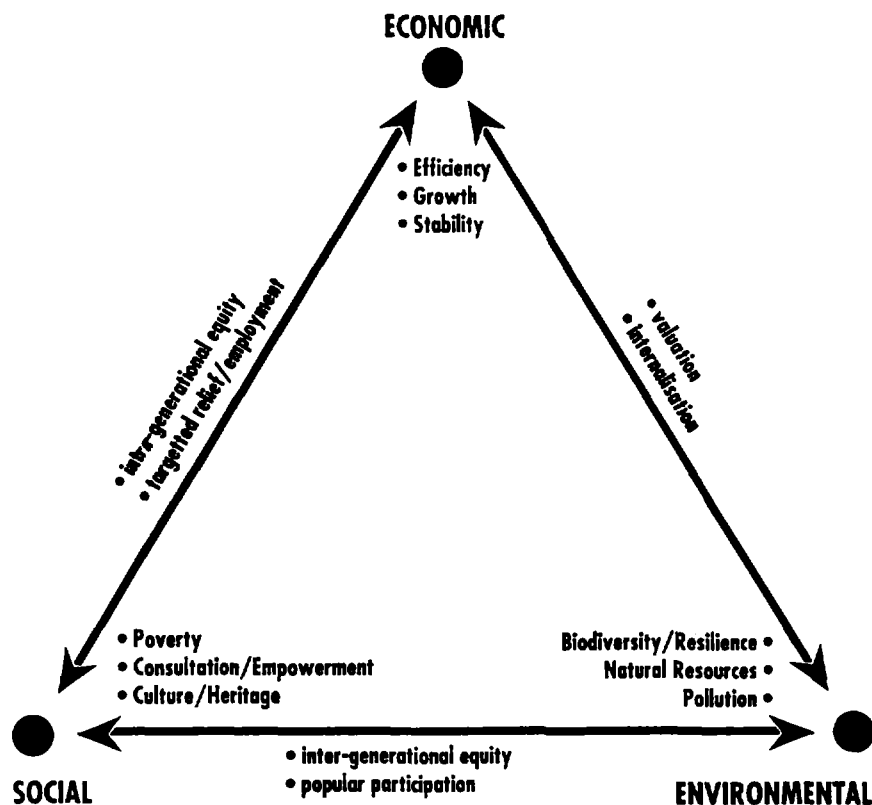 ECONOMIC
• Efficiency
• Growth
• Stability
• intra-generational equity
• targetted relief/employment
• valuation
• internalisation
• Poverty
• Consultation/Empowerment
• Culture/Heritage
Biodiversity/Resilience •
Natural Resources •
Pollution •
• inter-generational equity
• popular participation
SOCIAL
ENVIRONMENTAL